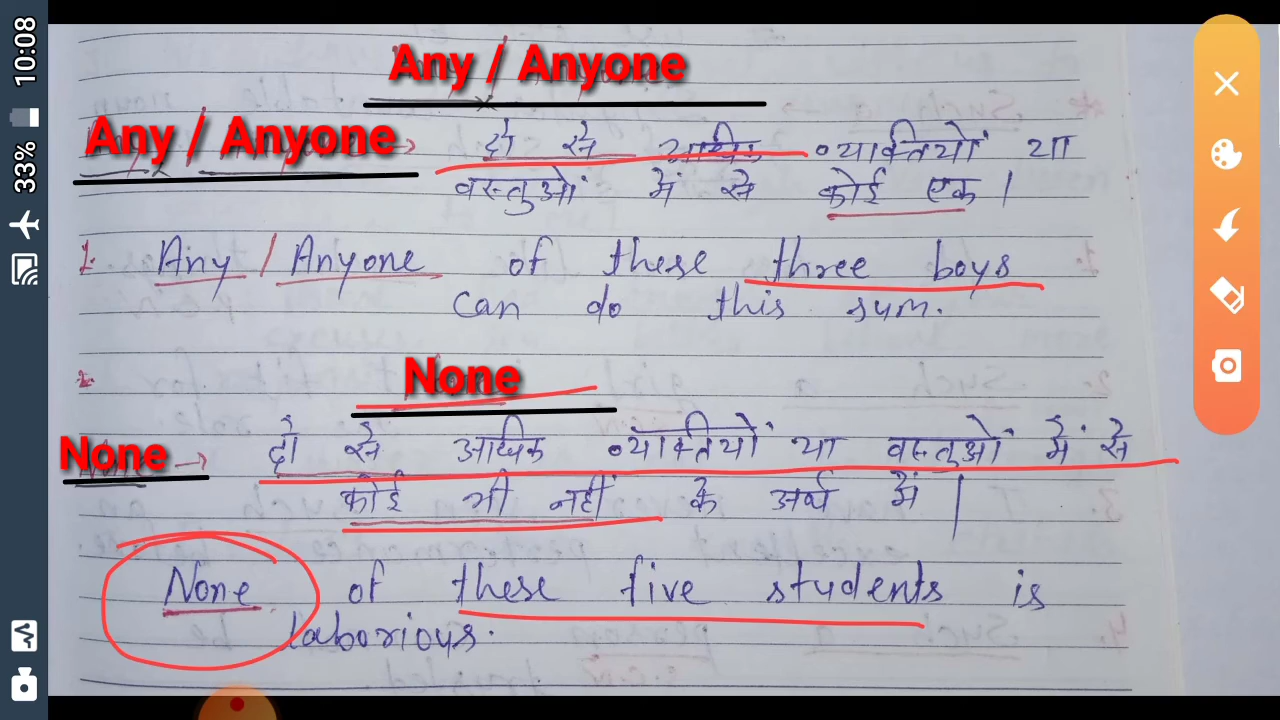 10:08
33%
Any / Anyone
Any / Anyone → दो से अधिक व्यक्तियों या
वस्तुओं में से कोई एक ।
1. Any / Anyone of these three boys
can do this sum.
2.
None
None → दो से अधिक व्यक्तियों या वस्तुओं में से
कोई भी नहीं के अर्थ में ।
None of these five students is
laborious.